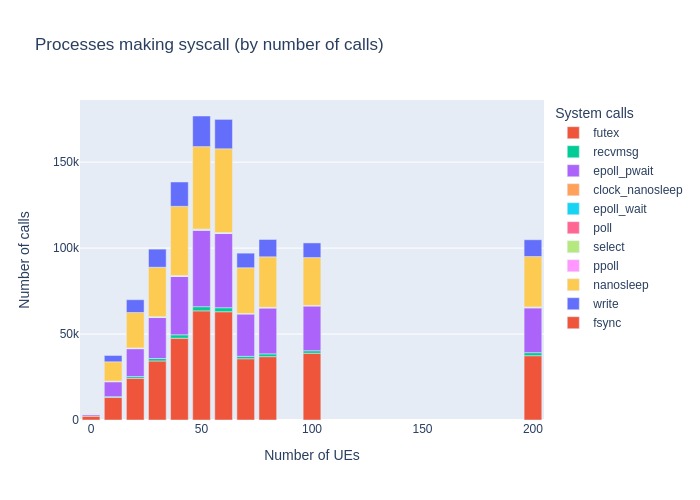 Processes making syscall (by number of calls)
System calls
futex
recvmsg
epoll_pwait
clock_nanosleep
epoll_wait
poll
select
ppoll
nanosleep
write
fsync
Number of calls
150k
100k
50k
0
0
50
100
150
200
Number of UEs